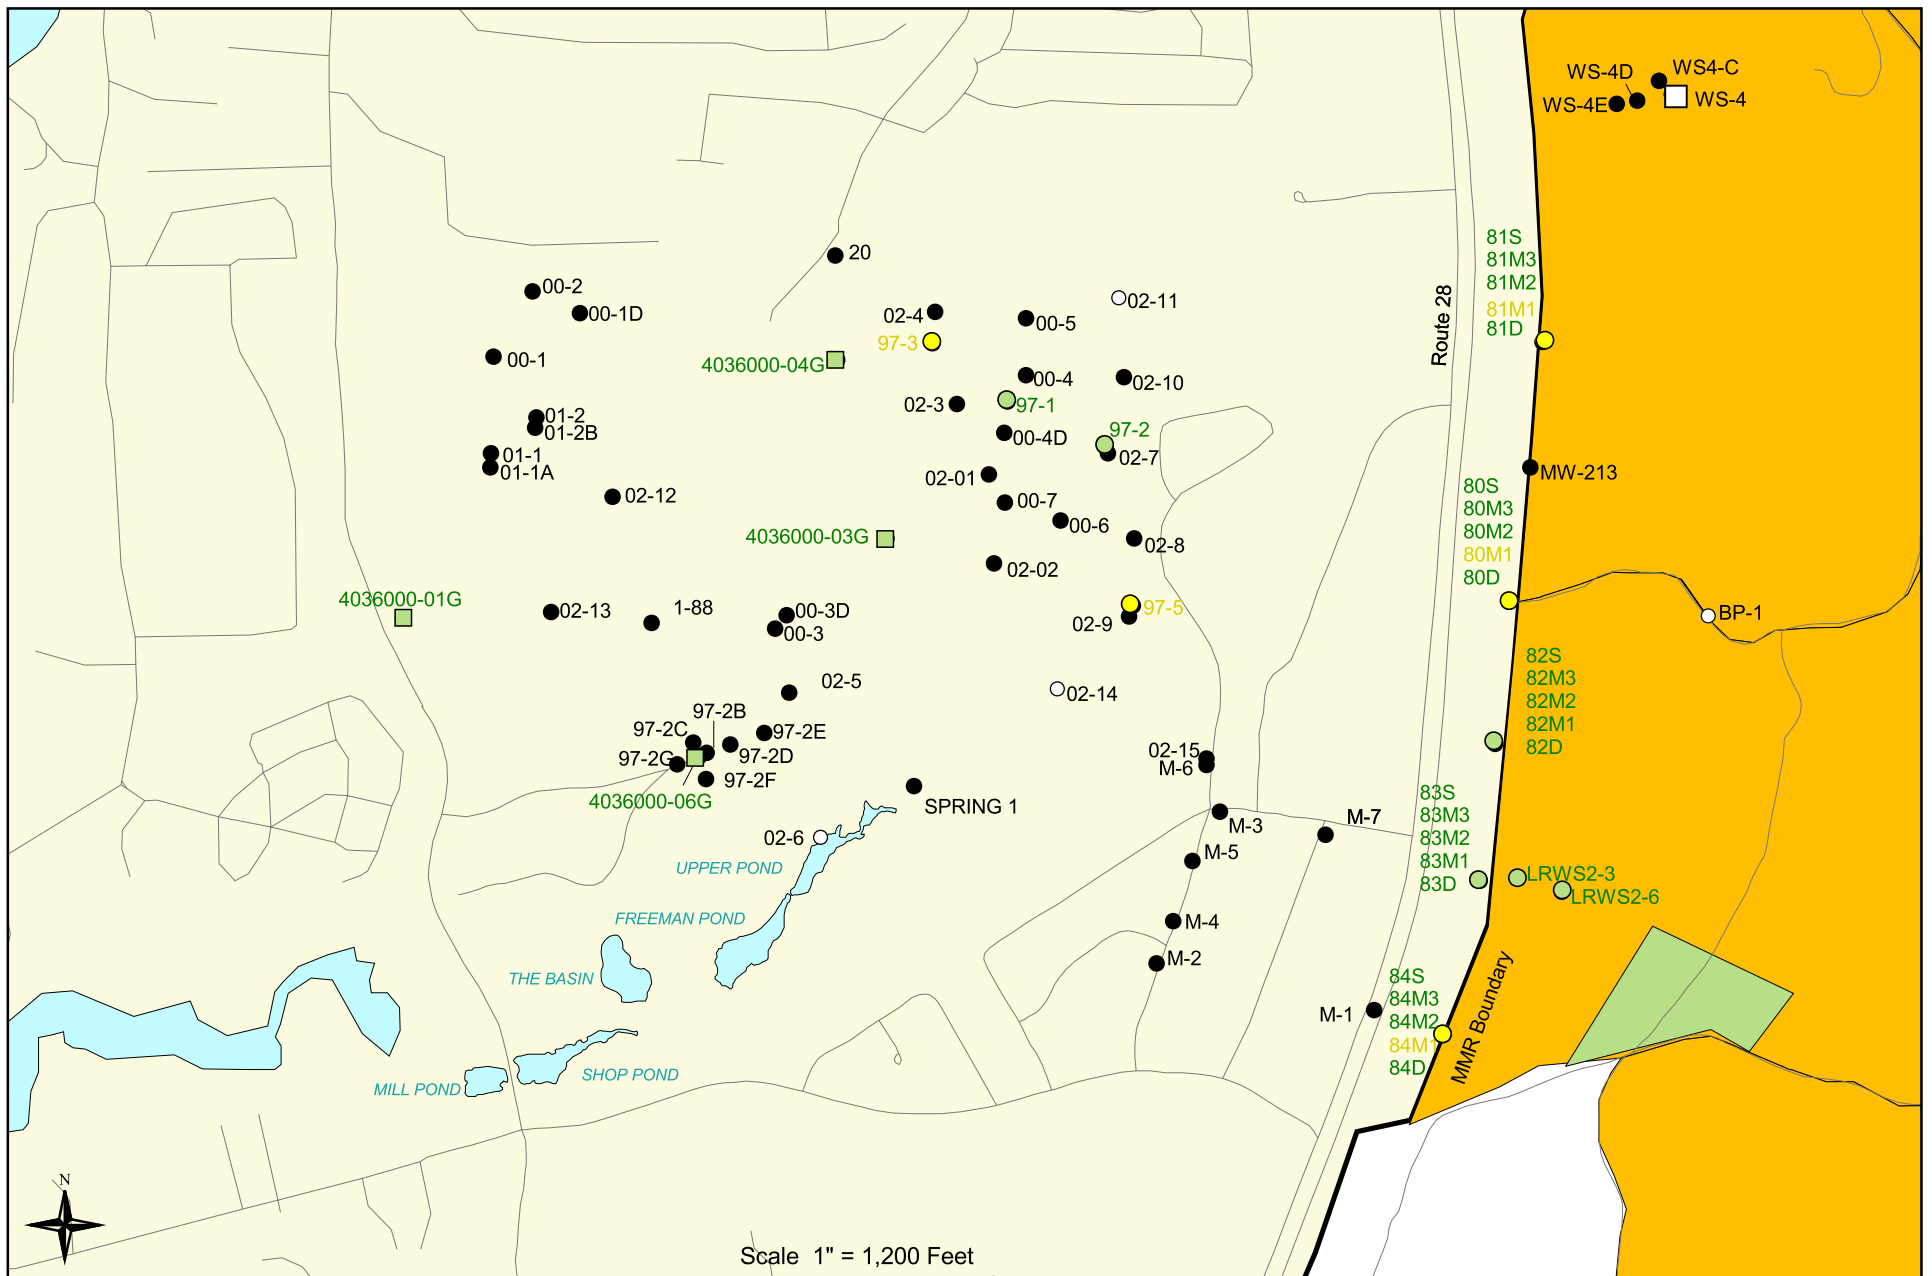 WS-4D
WS4-C
WS-4E
WS-4
81S
81M3
81M2
81M1
81D
20
00-2
00-1D
02-11
02-4
00-5
97-3
Route 28
00-1
4036000-04G
00-4
02-10
02-3
97-1
01-2
01-2B
00-4D
97-2
02-7
01-1
01-1A
02-01
MW-213
02-12
00-7
80S
80M3
80M2
80M1
80D
00-6
4036000-03G
02-8
02-02
4036000-01G
02-13
1-88
00-3D
00-3
97-5
02-9
BP-1
82S
82M3
82M2
82M1
82D
02-5
02-14
97-2B
97-2C
97-2E
97-2G
97-2D
97-2F
02-15
M-6
4036000-06G
SPRING 1
83S
83M3
83M2
83M1
83D
M-3
M-7
02-6
M-5
UPPER POND
LRWS2-3
LRWS2-6
FREEMAN POND
M-4
M-2
THE BASIN
84S
84M3
84M2
84M1
84D
M-1
MMR Boundary
SHOP POND
MILL POND
N
Scale 1" = 1,200 Feet